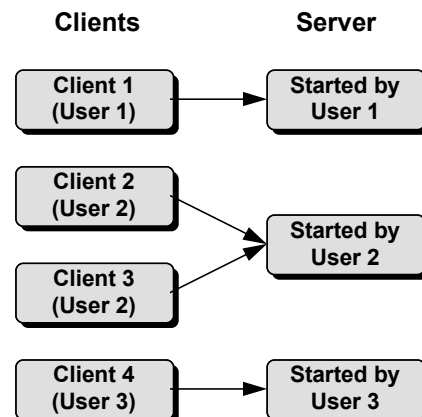 Clients
Server
Client 1
(User 1)
Started by
User 1
Client 2
(User 2)
Started by
User 2
Client 3
(User 2)
Client 4
(User 3)
Started by
User 3